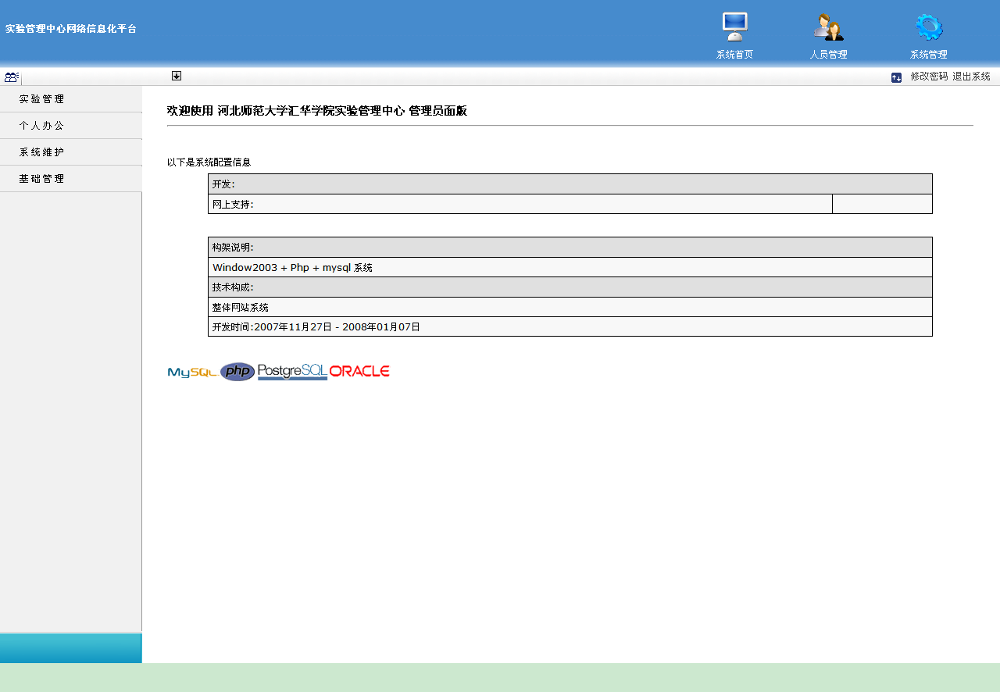 实验管理中心网络信息化平台
系统首页
人员管理
系统管理
修改密码 退出系统
实验管理
个人办公
系统维护
基础管理
欢迎使用 河北师范大学汇华学院实验管理中心 管理员面版
以下是系统配置信息
开发:
网上支持:
构架说明:
Window2003 + Php + mysql 系统
技术构成:
整体网站系统
开发时间:2007年11月27日 - 2008年01月07日
MySQL php PostgreSQL ORACLE